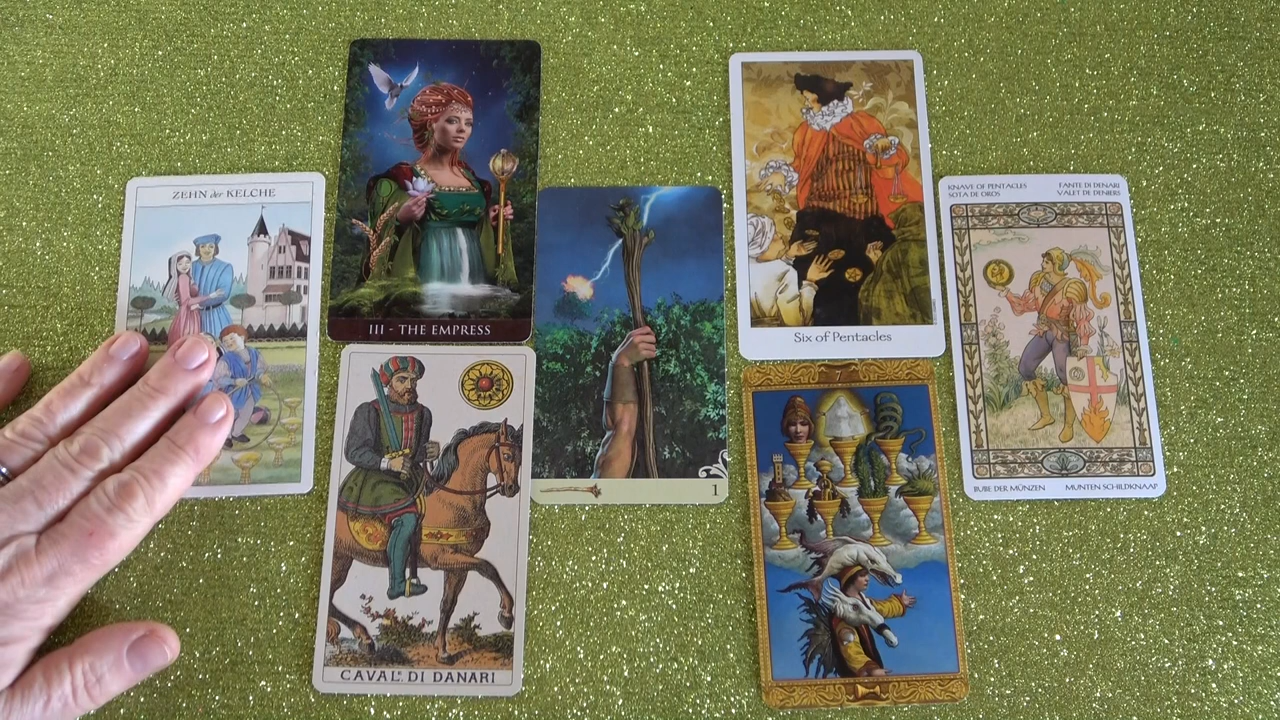 ZEHN der KELCHE
III - THE EMPRESS
CAVAL. DI DANARI
1
Six of Pentacles
7
KNAVE OF PENTACLES
SOTA DE OROS
FANTE DI DENARI
VALET DE DENIERS
BUBE DER MÜNZEN
MUNTEN SCHILDKNAAP